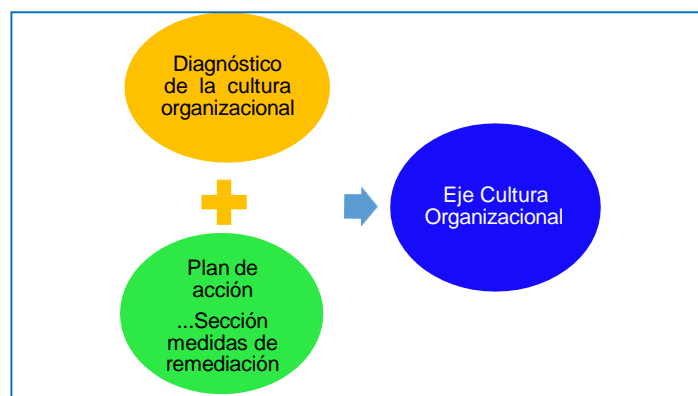 Diagnóstico
de la cultura
organizacional
Plan de
acción
...Sección
medidas de
remediación
Eje Cultura
Organizacional